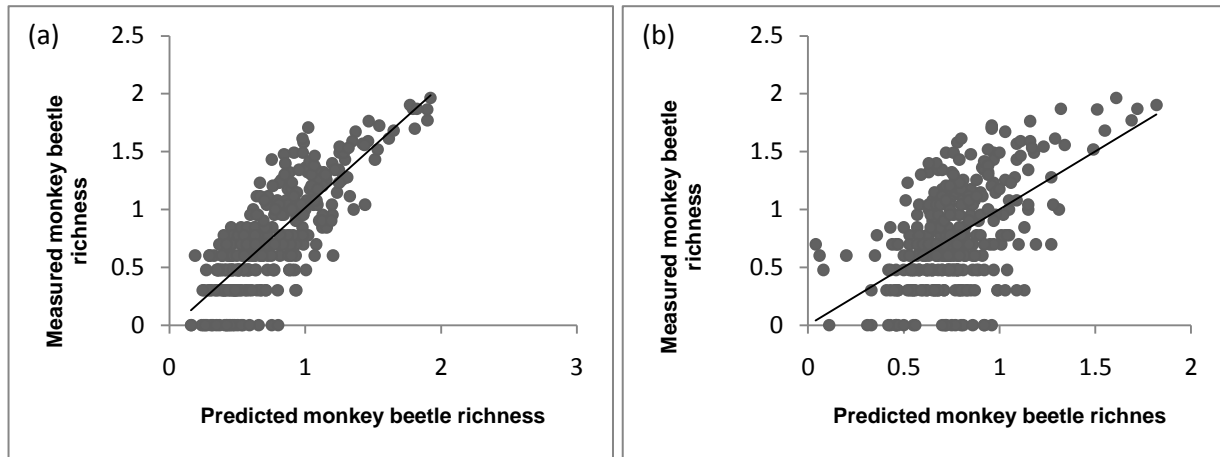 (a)
Measured monkey beetle
richness
2.5
2
1.5
1
0.5
0
0 1 2 3
Predicted monkey beetle richness
(b)
Measured monkey beetle
richness
2.5
2
1.5
1
0.5
0
0 0.5 1 1.5 2
Predicted monkey beetle richnes